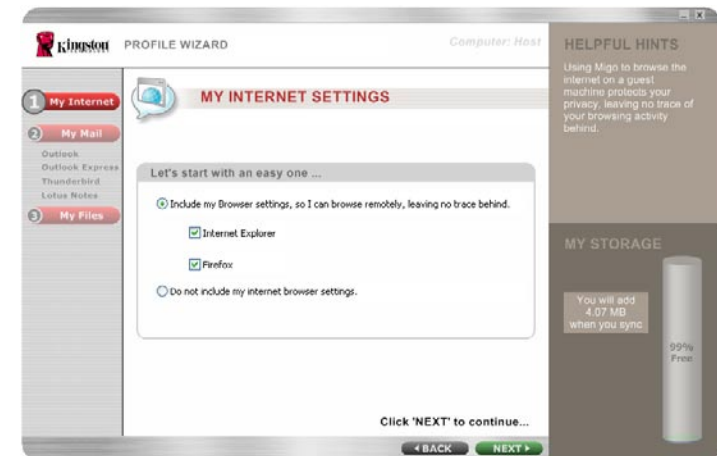 Kingston
PROFILE WIZARD
Computer: Host
1 My Internet
2 My Mail
Outlook
Outlook Express
Thunderbird
Lotus Notes
3 My Files
MY INTERNET SETTINGS
Let's start with an easy one ...
Include my Browser settings, so I can browse remotely, leaving no trace behind.
Internet Explorer
Firefox
Do not include my internet browser settings.
Click 'NEXT' to continue...
BACK
NEXT
HELPFUL HINTS
Using Migo to browse the
internet on a guest
machine protects your
privacy, leaving no trace of
your browsing activity
behind.
MY STORAGE
You will add
4.07 MB
when you sync
99%
Free